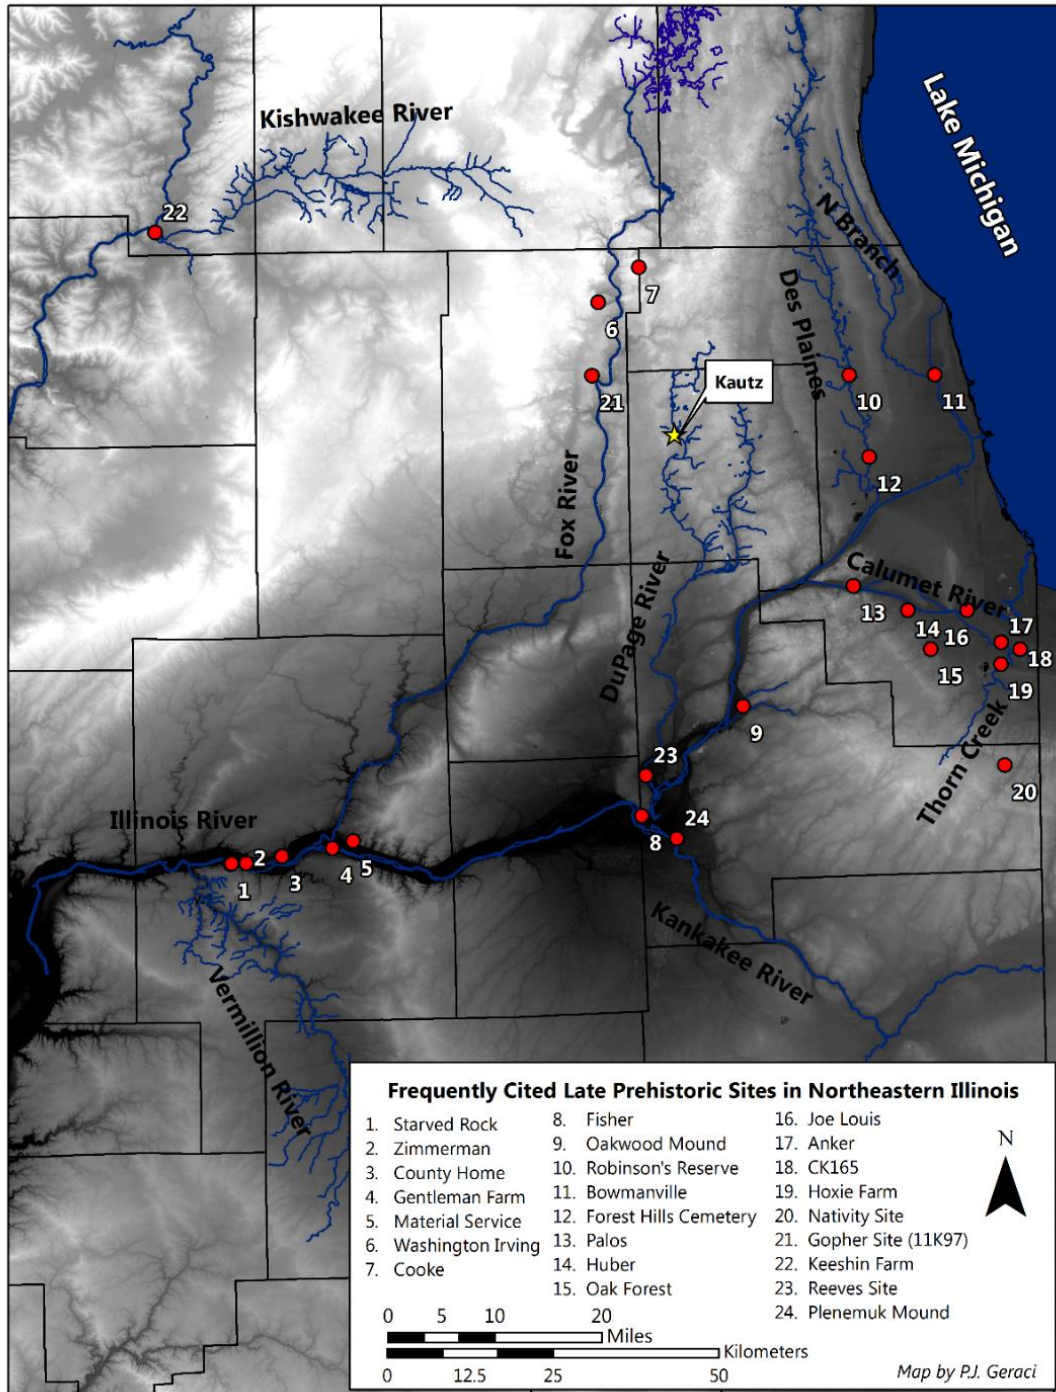 Kishwakee River
Lake Michigan
22
N Branch
7
6
Des Plaines
Kautz
21
10
11
12
Fox River
Calumet River
DuPage River
13
14
16
17
18
15
19
9
Thorn Creek
23
20
Illinois River
24
8
2
5
4
3
1
Kankakee River
Vermillion River
Frequently Cited Late Prehistoric Sites in Northeastern Illinois
1. Starved Rock
2. Zimmerman
3. County Home
4. Gentleman Farm
5. Material Service
6. Washington Irving
7. Cooke
8. Fisher
9. Oakwood Mound
10. Robinson's Reserve
11. Bowmanville
12. Forest Hills Cemetery
13. Palos
14. Huber
15. Oak Forest
16. Joe Louis
17. Anker
18. CK165
19. Hoxie Farm
20. Nativity Site
21. Gopher Site (11K97)
22. Keeshin Farm
23. Reeves Site
24. Plenemuk Mound
N
0 5 10 20
Miles
Kilometers
0 12.5 25 50
Map by P.J. Geraci